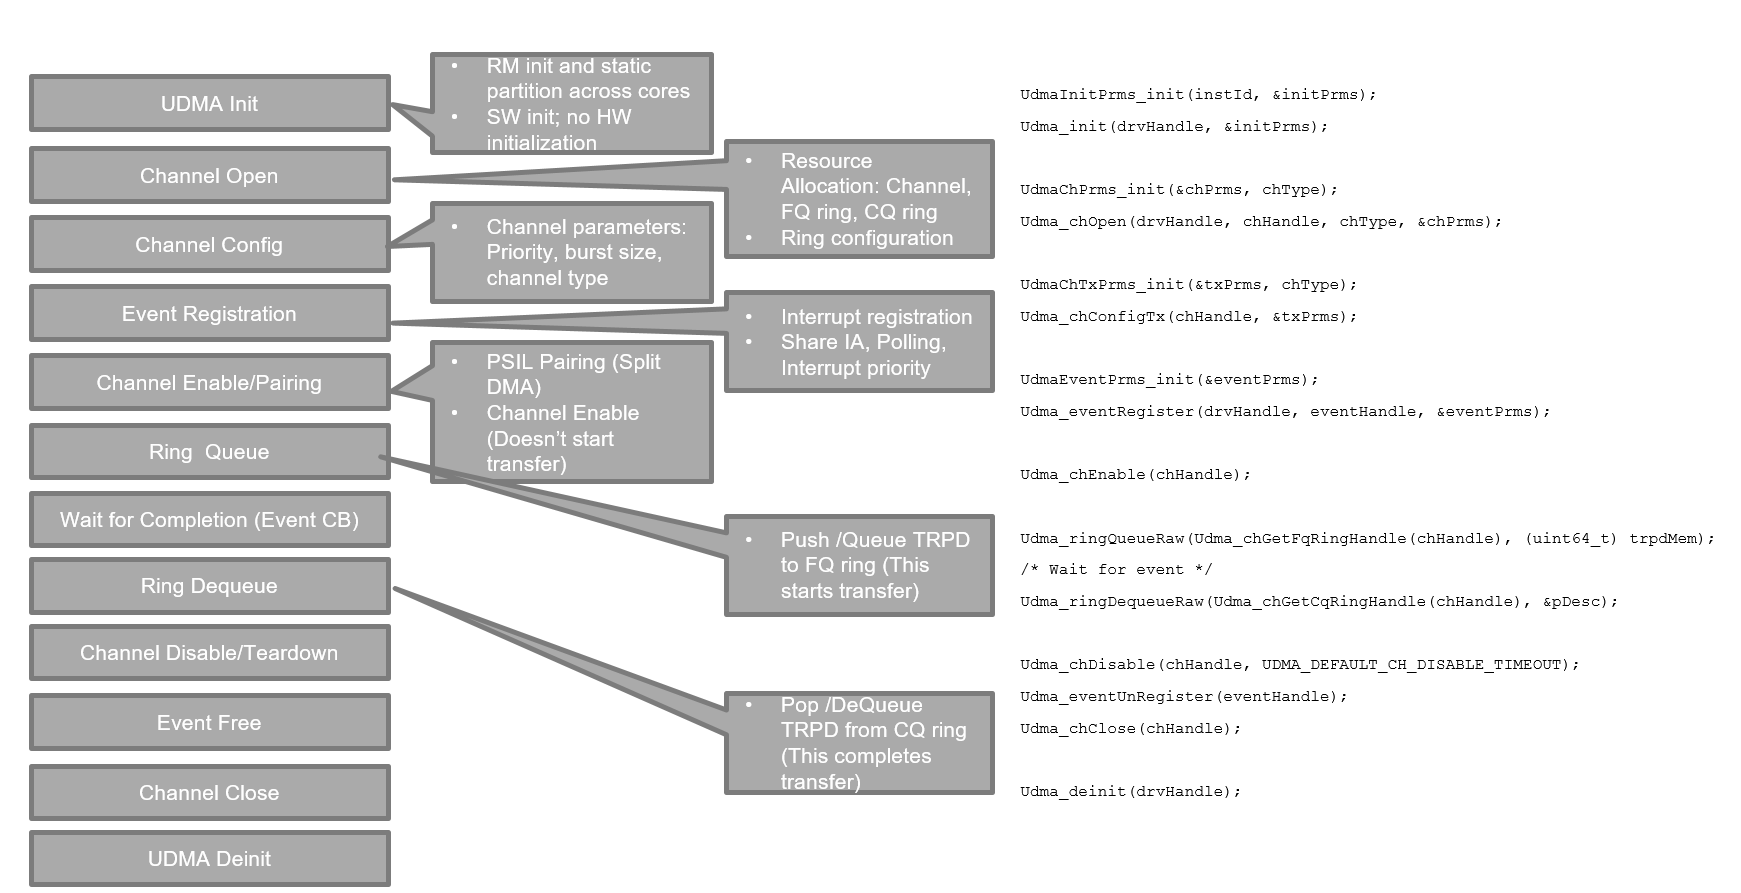 UDMA Init
Channel Open
Channel Config
Event Registration
Channel Enable/Pairing
Ring  Queue
Wait for Completion (Event CB)
Ring Dequeue
Channel Disable/Teardown
Event Free
Channel Close
UDMA Deinit
• RM init and static
partition across cores
• SW init; no HW
initialization
• Resource
Allocation: Channel,
FQ ring, CQ ring
• Ring configuration
• Channel parameters:
Priority, burst size,
channel type
• Interrupt registration
• Share IA, Polling,
Interrupt priority
• PSIL Pairing (Split
DMA)
• Channel Enable
(Doesn’t start
transfer)
• Push /Queue TRPD
to FQ ring (This
starts transfer)
• Pop /DeQueue
TRPD from CQ ring
(This completes
transfer)
UdmaInitPrms_init(instId, &initPrms);
Udma_init(drvHandle, &initPrms);
UdmaChPrms_init(&chPrms, chType);
Udma_chOpen(drvHandle, chHandle, chType, &chPrms);
UdmaChTxPrms_init(&txPrms, chType);
Udma_chConfigTx(chHandle, &txPrms);
UdmaEventPrms_init(&eventPrms);
Udma_eventRegister(drvHandle, eventHandle, &eventPrms);
Udma_chEnable(chHandle);
Udma_ringQueueRaw(Udma_chGetFqRingHandle(chHandle), (uint64_t) trpdMem);
/* Wait for event */
Udma_ringDequeueRaw(Udma_chGetCqRingHandle(chHandle), &pDesc);
Udma_chDisable(chHandle, UDMA_DEFAULT_CH_DISABLE_TIMEOUT);
Udma_eventUnRegister(eventHandle);
Udma_chClose(chHandle);
Udma_deinit(drvHandle);